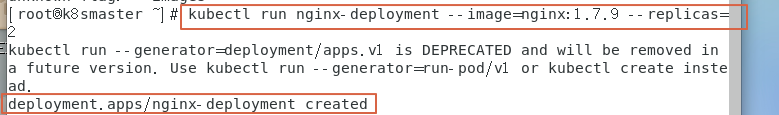 [root@k8smaster ~]# kubectl run nginx-deployment --image=nginx:1.7.9 --replicas=
2
kubectl run --generator=deployment/apps.v1 is DEPRECATED and will be removed in
a future version. Use kubectl run --generator=run-pod/v1 or kubectl create inste
ad.
deployment.apps/nginx-deployment created